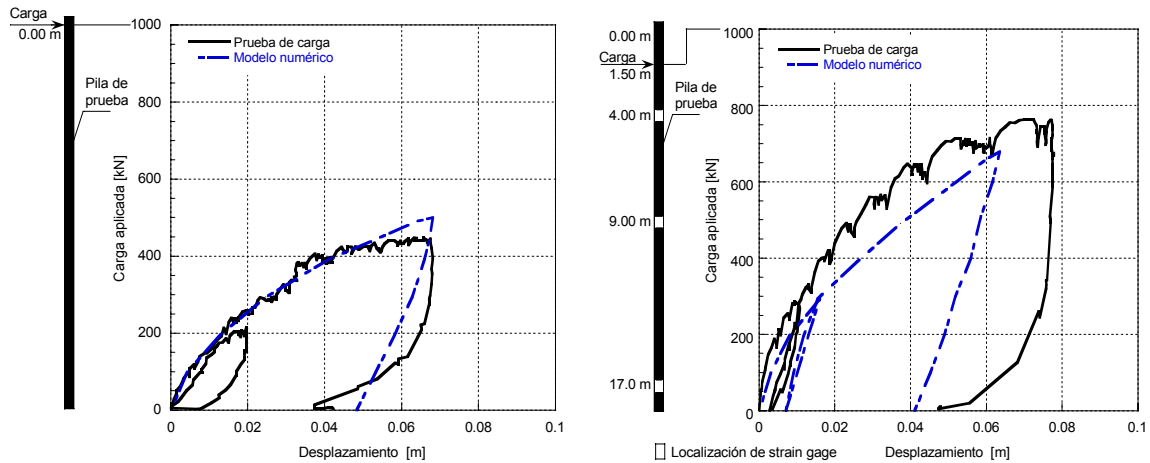 Carga
0.00 m
Pila de
prueba
1000
800
600
400
200
0
Carga aplicada [kN]
Prueba de carga
Modelo numérico
0
0.02
0.04
0.06
0.08
0.1
Desplazamiento [m]
0.00 m
Carga
1.50 m
Pila de
prueba
4.00 m
9.00 m
17.0 m
1000
800
600
400
200
0
Carga aplicada [kN]
Prueba de carga
Modelo numérico
0
0.02
0.04
0.06
0.08
0.1
Localización de strain gage
Desplazamiento [m]